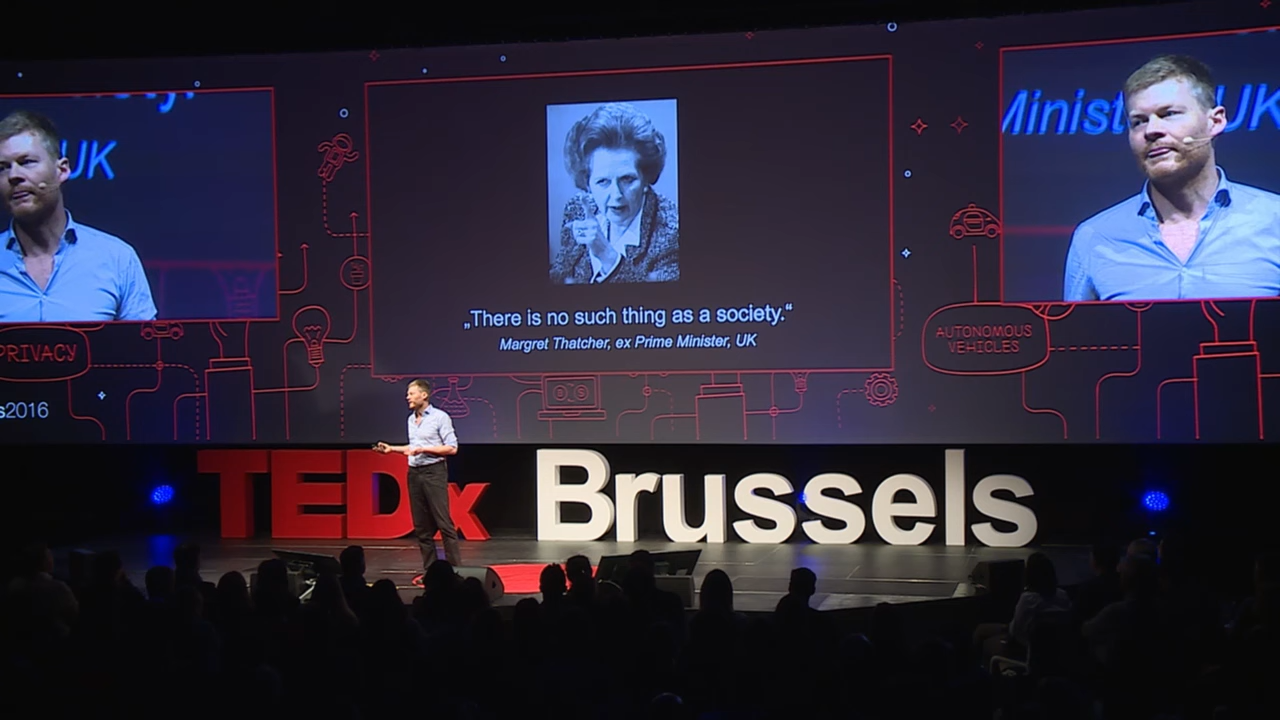 UK
Minist UK
„There is no such thing as a society.“
Margret Thatcher, ex Prime Minister, UK
PRIVACY
AUTONOMOUS
VEHICLES
s2016
TEDx Brussels